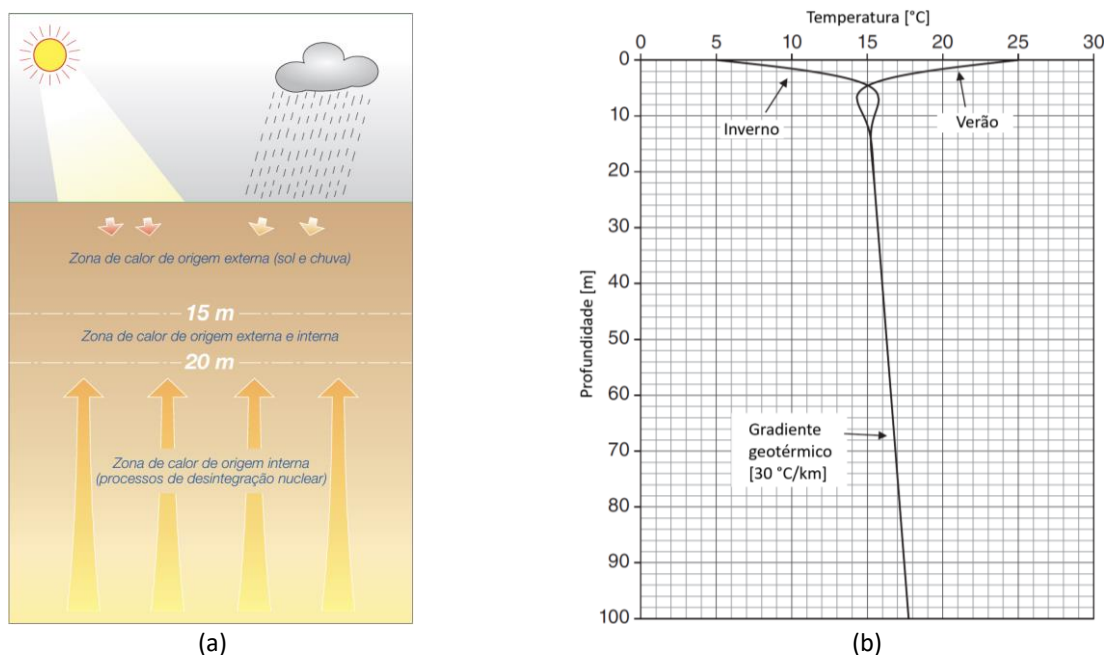 Zona de calor de origem externa (sol e chuva)
15 m
Zona de calor de origem externa e interna
20 m
Zona de calor de origem interna
(processos de desintegração nuclear)
(a)
Temperatura [°C]
0 5 10 15 20 25 30
Profundidade [m]
0
10
20
30
40
50
60
70
80
90
100
Inverno
Verão
Gradiente
geotérmico
[30 °C/km]
(b)